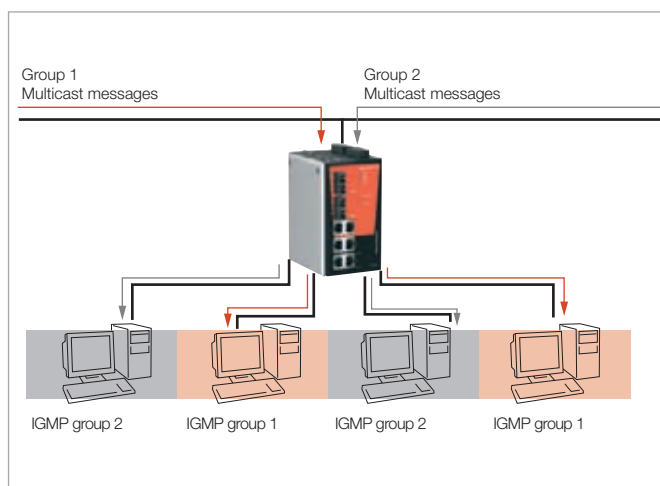 Group 1
Multicast messages
Group 2
Multicast messages
IGMP group 2
IGMP group 1
IGMP group 2
IGMP group 1